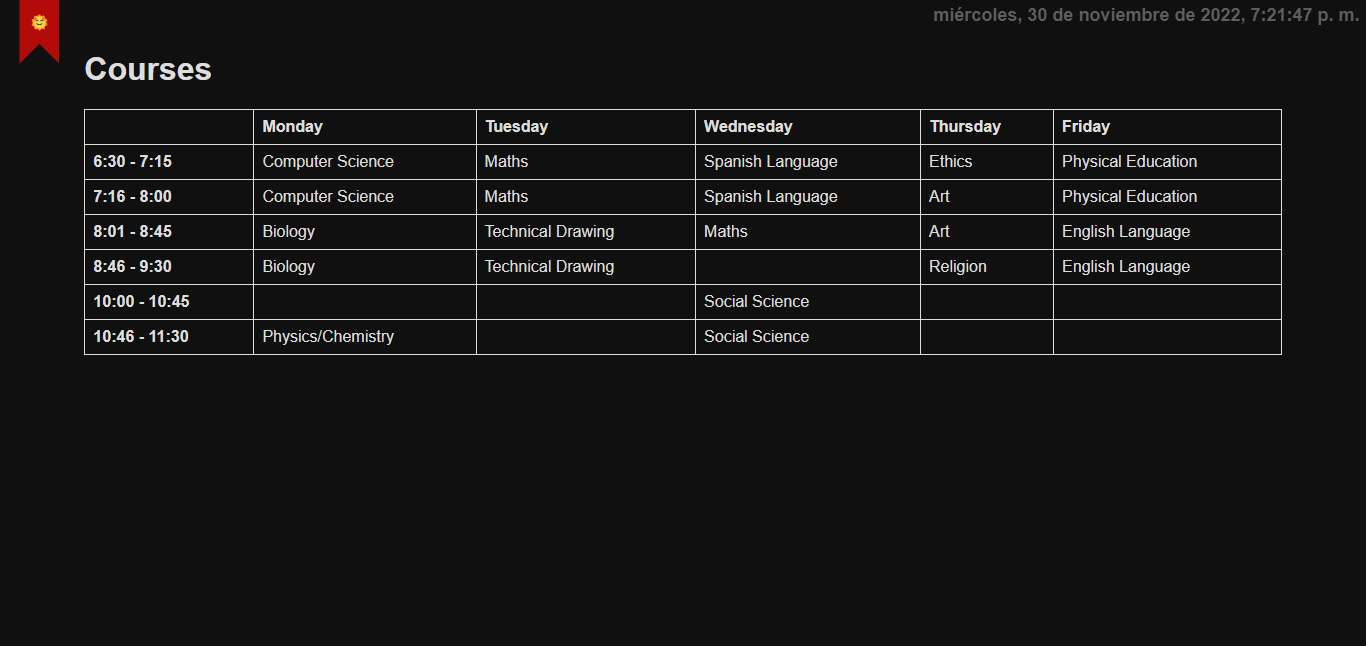 miércoles, 30 de noviembre de 2022, 7:21:47 p. m.
Courses
Monday Tuesday Wednesday Thursday Friday
6:30 - 7:15 Computer Science Maths Spanish Language Ethics Physical Education
7:16 - 8:00 Computer Science Maths Spanish Language Art Physical Education
8:01 - 8:45 Biology Technical Drawing Maths Art English Language
8:46 - 9:30 Biology Technical Drawing Religion English Language
10:00 - 10:45 Social Science
10:46 - 11:30 Physics/Chemistry Social Science